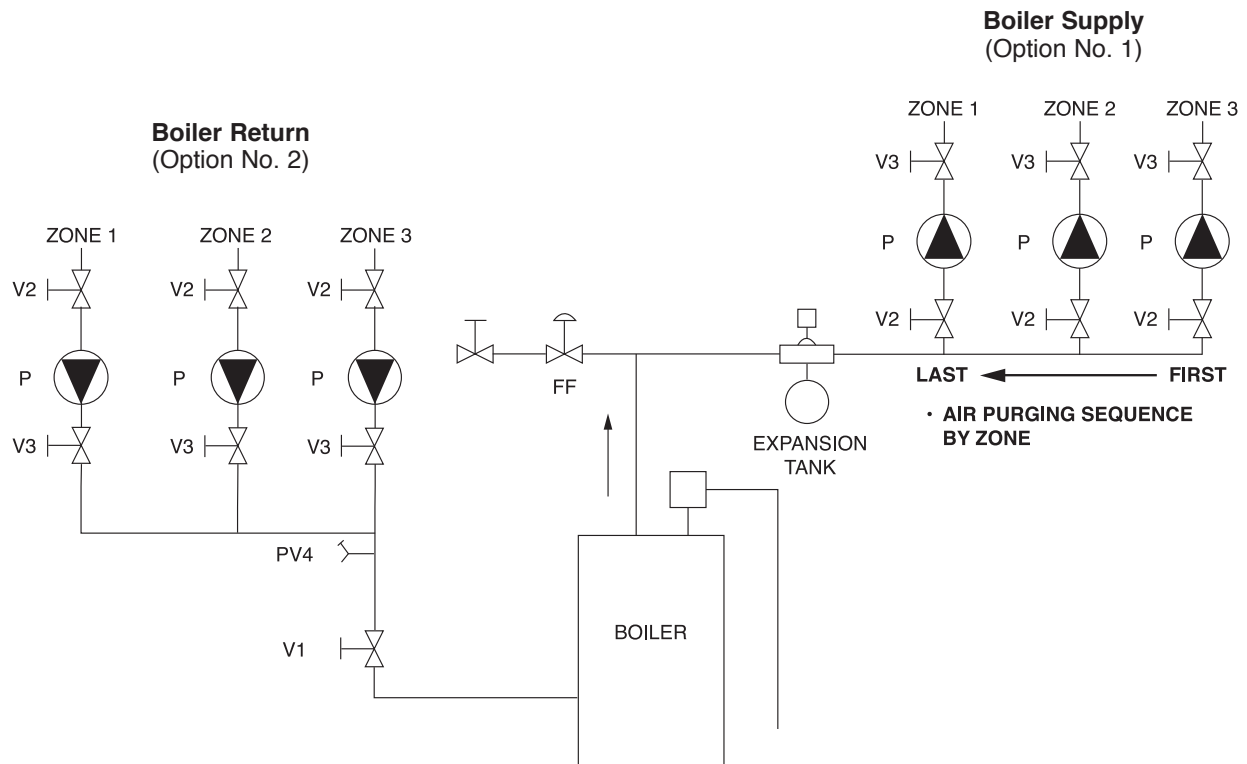 Boiler Supply
(Option No. 1)
ZONE 1 ZONE 2 ZONE 3
V3 V3 V3
P P P
V2 V2 V2
LAST FIRST
· AIR PURGING SEQUENCE
BY ZONE
Boiler Return
(Option No. 2)
ZONE 1 ZONE 2 ZONE 3
V2 V2 V2
P P P
V3 V3 V3
PV4
V1
FF
EXPANSION
TANK
BOILER